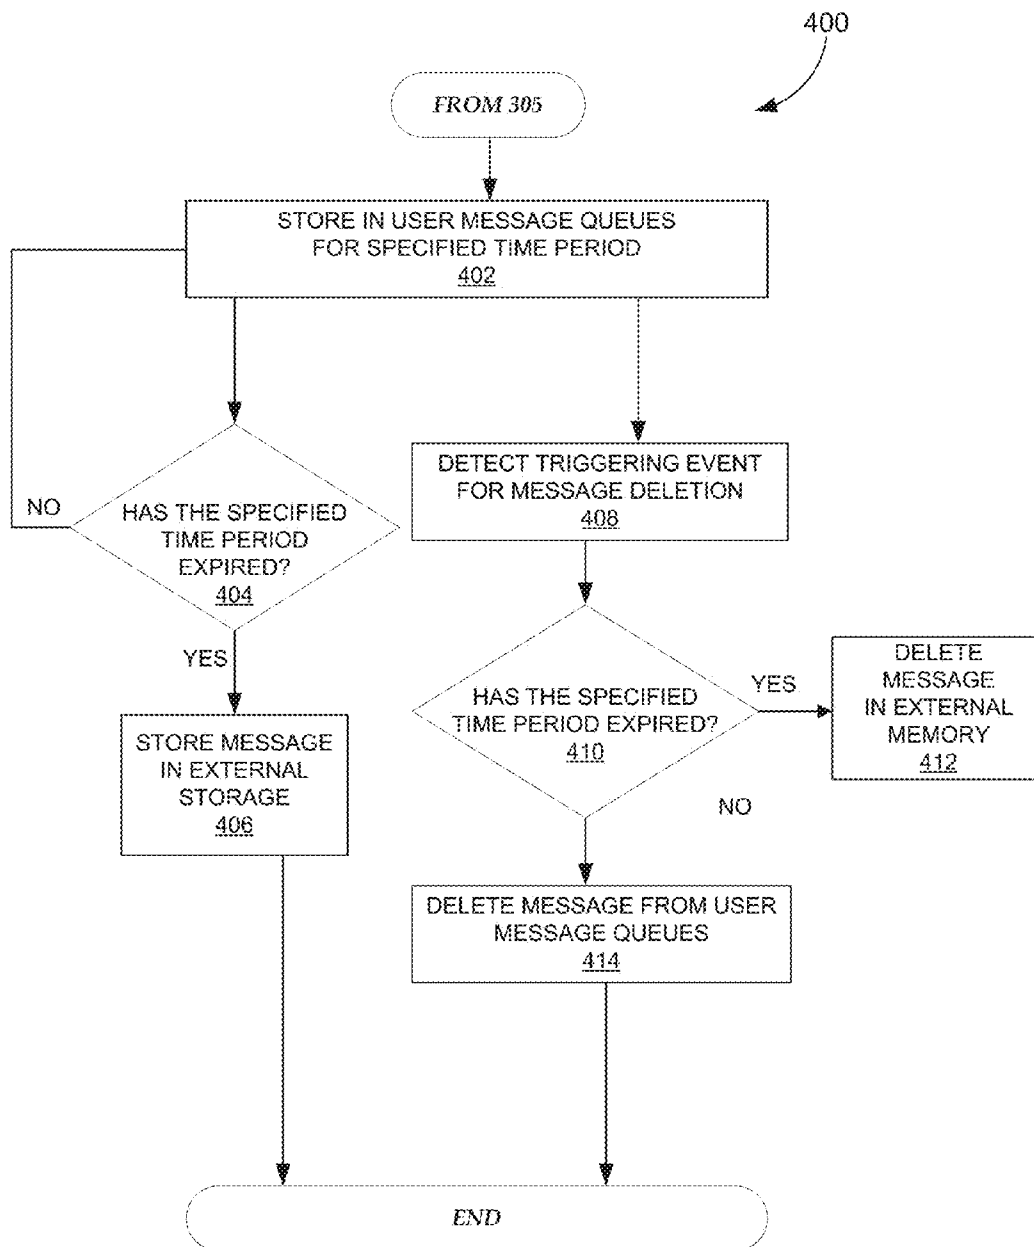 400
FROM 305
STORE IN USER MESSAGE QUEUES
FOR SPECIFIED TIME PERIOD
402
NO
HAS THE SPECIFIED
TIME PERIOD
EXPIRED?
404
YES
STORE MESSAGE
IN EXTERNAL
STORAGE
406
DETECT TRIGGERING EVENT
FOR MESSAGE DELETION
408
HAS THE SPECIFIED
TIME PERIOD EXPIRED?
410
YES
DELETE
MESSAGE
IN EXTERNAL
MEMORY
412
NO
DELETE MESSAGE FROM USER
MESSAGE QUEUES
414
END